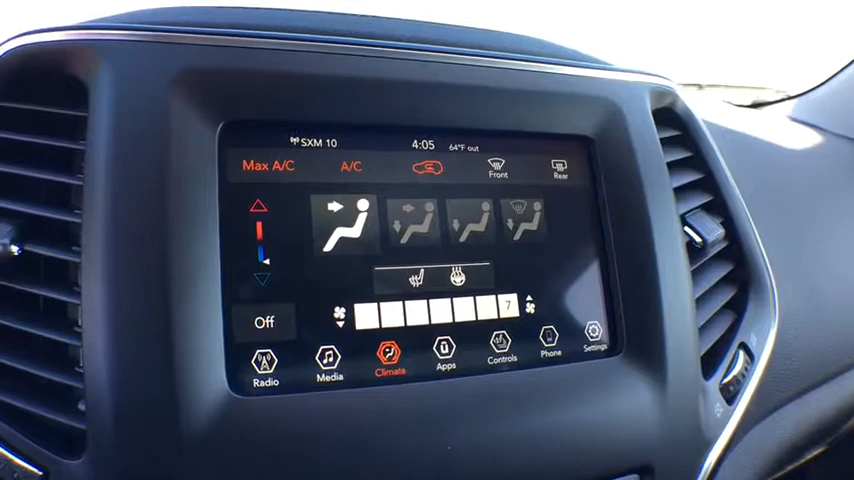 SXM 10 4:05 64°F out
Max A/C A/C Front Rear
7
Off
Radio Media Climate Apps Controls Phone Settings